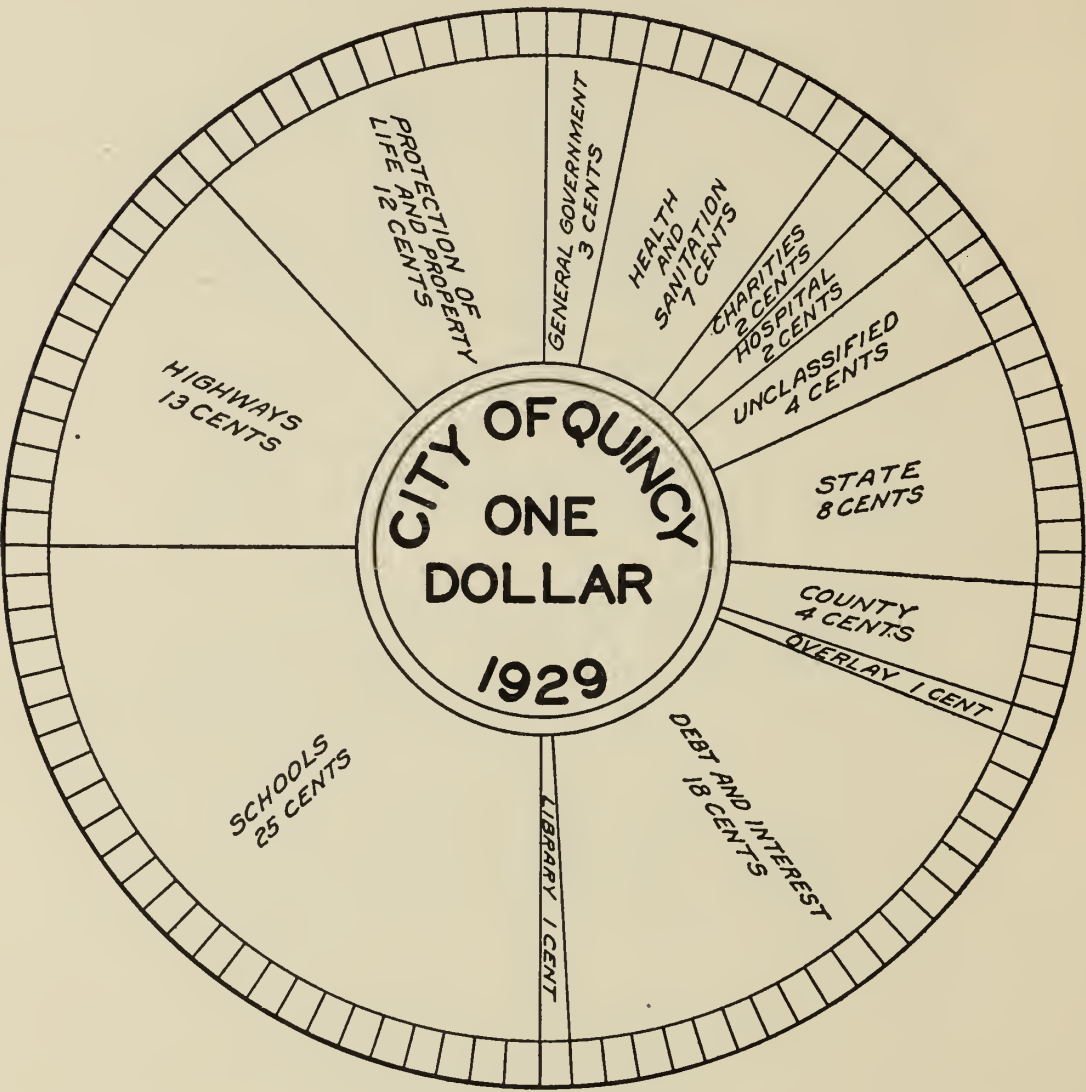 CITY OF QUINCY
ONE
DOLLAR
1929
GENERAL GOVERNMENT
3 CENTS
HEALTH
AND
SANITATION
7 CENTS
CHARITIES
2 CENTS
HOSPITAL
2 CENTS
UNCLASSIFIED
4 CENTS
STATE
8 CENTS
COUNTY
4 CENTS
OVERLAY 1 CENT
DEBT AND INTEREST
18 CENTS
LIBRARY 1 CENT
SCHOOLS
25 CENTS
HIGHWAYS
13 CENTS
PROTECTION OF
LIFE AND PROPERTY
12 CENTS